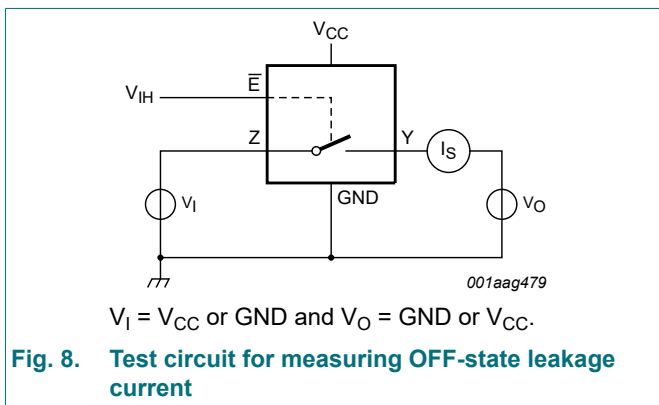 VCC
E̅
VIH
Z
Y
IS
GND
VI
VO
001aag479
VI = VCC or GND and VO = GND or VCC.
Fig. 8. Test circuit for measuring OFF-state leakage
current